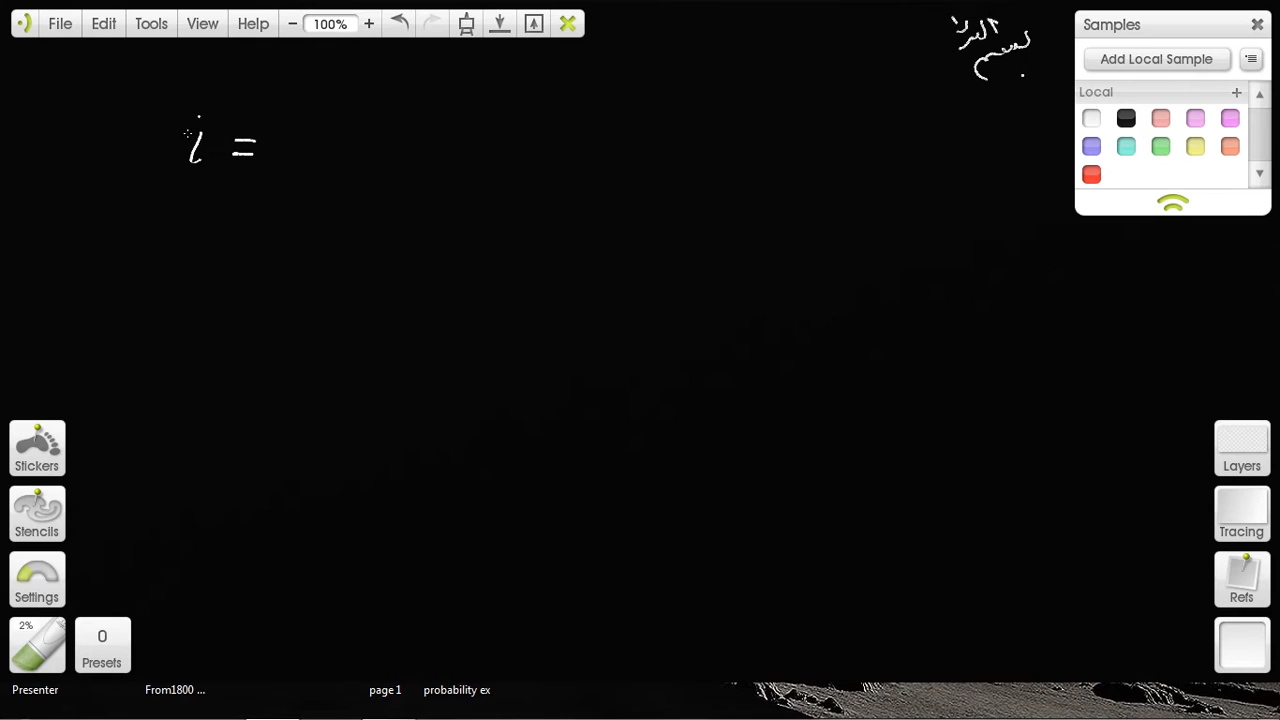 File Edit Tools View Help − 100% +
Samples
Add Local Sample
Local +
i =
Stickers
Stencils
Settings
2%
0
Presets
Layers
Tracing
Refs
Presenter From1800 ... page 1 probability ex